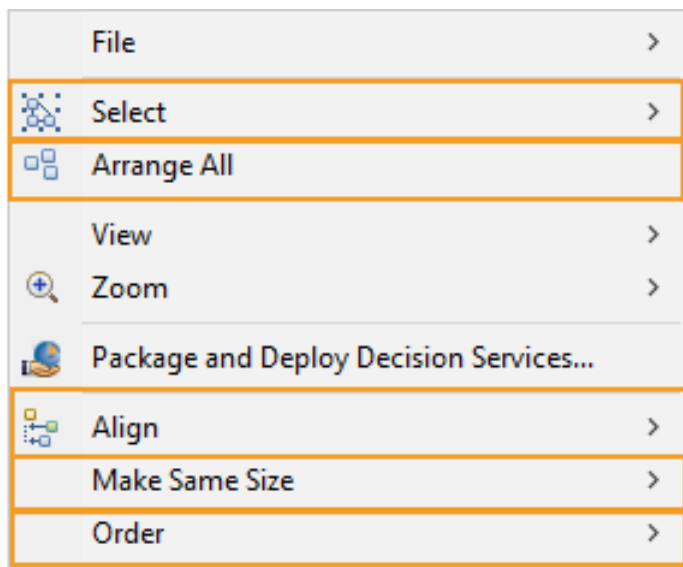 File
Select
Arrange All
View
Zoom
Package and Deploy Decision Services...
Align
Make Same Size
Order